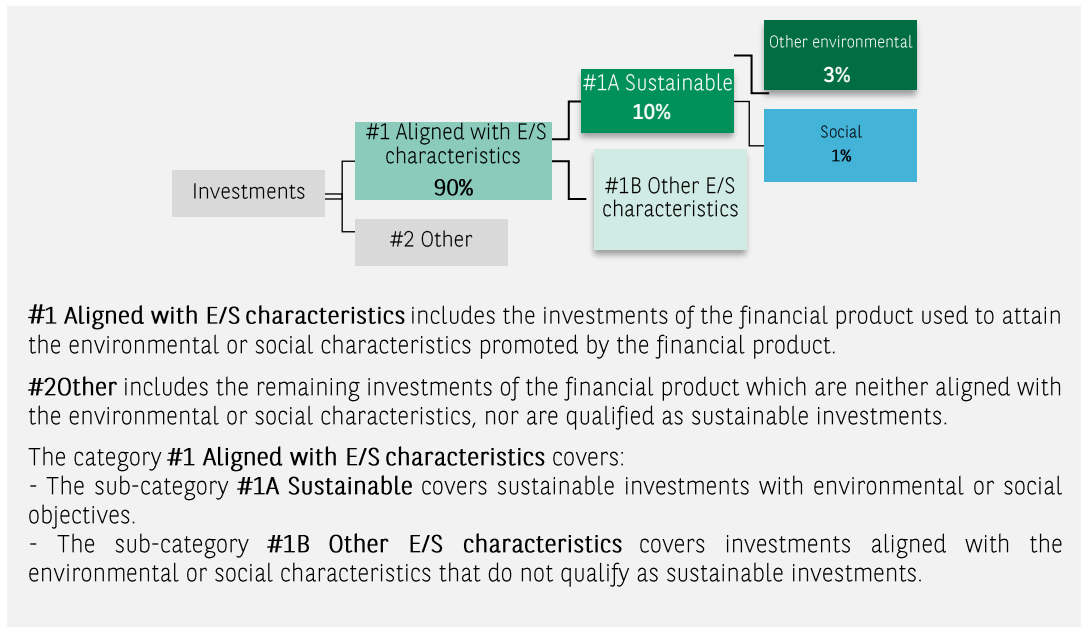 Other environmental
3%
#1A Sustainable
10%
#1 Aligned with E/S
characteristics
90%
Social
1%
Investments
#1B Other E/S
characteristics
#2 Other
#1 Aligned with E/S characteristics includes the investments of the financial product used to attain
the environmental or social characteristics promoted by the financial product.
#2Other includes the remaining investments of the financial product which are neither aligned with
the environmental or social characteristics, nor are qualified as sustainable investments.
The category #1 Aligned with E/S characteristics covers:
- The sub-category #1A Sustainable covers sustainable investments with environmental or social
objectives.
- The sub-category #1B Other E/S characteristics covers investments aligned with the
environmental or social characteristics that do not qualify as sustainable investments.